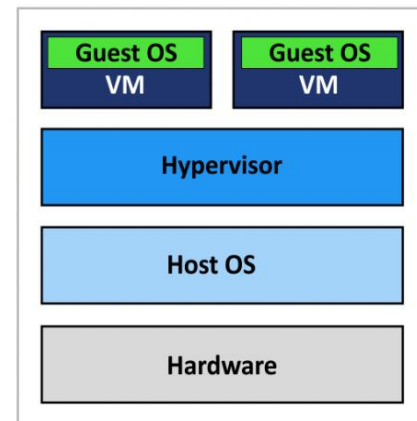 Guest OS Guest OS
VM VM
Hypervisor
Host OS
Hardware